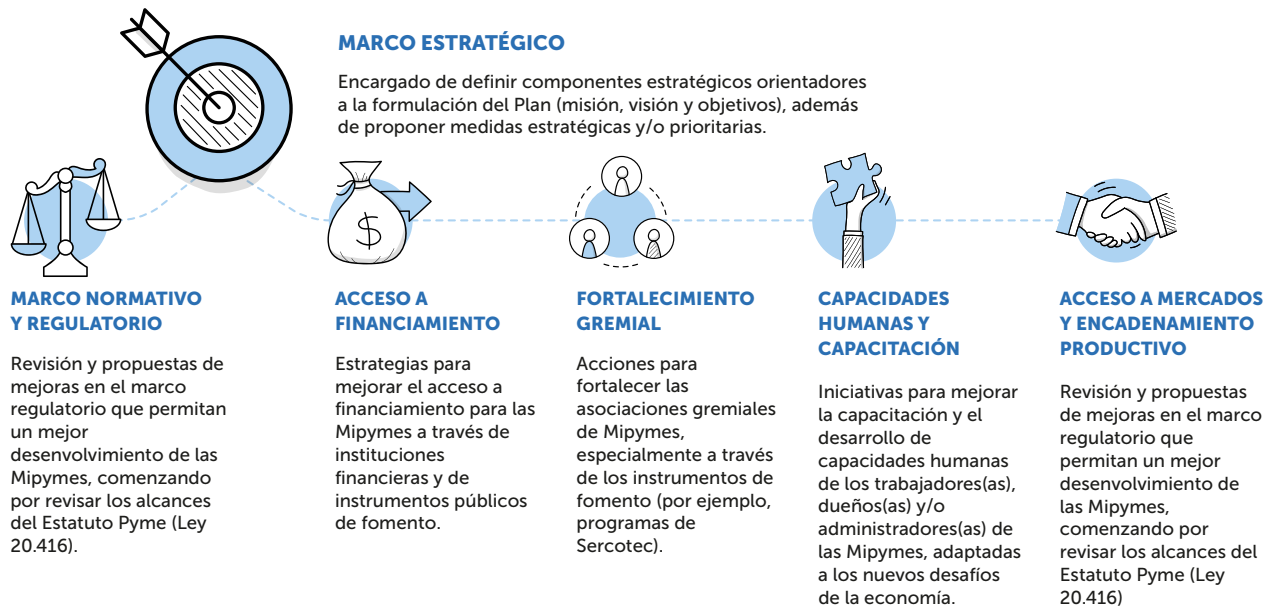 MARCO ESTRATÉGICO
Encargado de definir componentes estratégicos orientadores
a la formulación del Plan (misión, visión y objetivos), además
de proponer medidas estratégicas y/o prioritarias.
$
MARCO NORMATIVO
Y REGULATORIO
Revisión y propuestas de
mejoras en el marco
regulatorio que permitan
un mejor
desenvolvimiento de las
Mipymes, comenzando
por revisar los alcances
del Estatuto Pyme (Ley
20.416).
ACCESO A
FINANCIAMIENTO
Estrategias para
mejorar el acceso a
financiamiento para las
Mipymes a través de
instituciones
financieras y de
instrumentos públicos
de fomento.
FORTALECIMIENTO
GREMIAL
Acciones para
fortalecer las
asociaciones gremiales
de Mipymes,
especialmente a través
de los instrumentos de
fomento (por ejemplo,
programas de
Sercotec).
CAPACIDADES
HUMANAS Y
CAPACITACIÓN
Iniciativas para mejorar
la capacitación y el
desarrollo de
capacidades humanas
de los trabajadores(as),
dueños(as) y/o
administradores(as) de
las Mipymes, adaptadas
a los nuevos desafíos
de la economía.
ACCESO A MERCADOS
Y ENCADENAMIENTO
PRODUCTIVO
Revisión y propuestas
de mejoras en el marco
regulatorio que
permitan un mejor
desenvolvimiento de
las Mipymes,
comenzando por
revisar los alcances del
Estatuto Pyme (Ley
20.416)